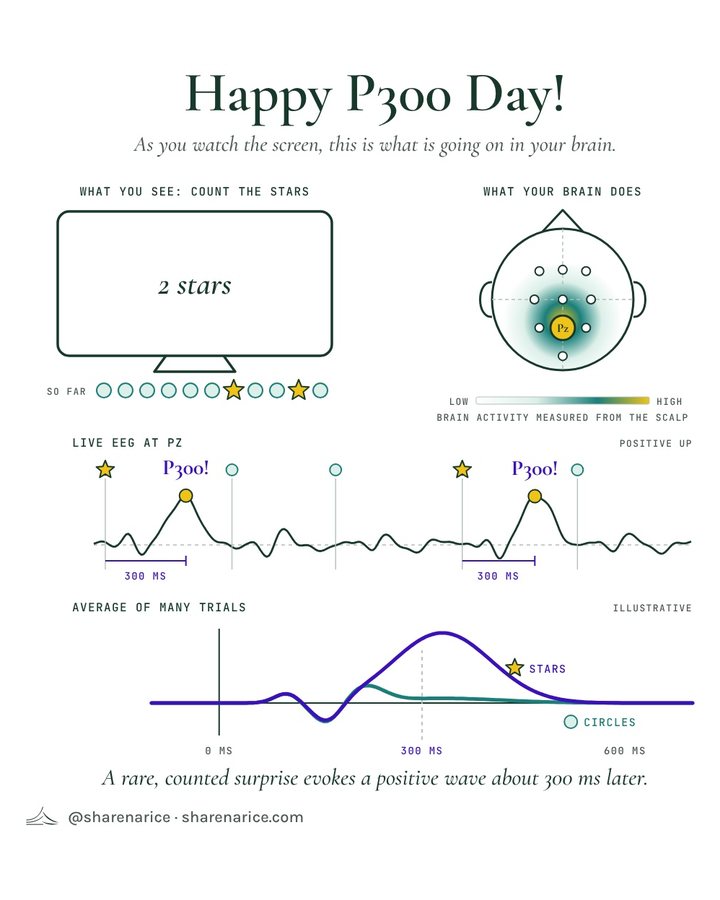 Happy P300 Day!
As you watch the screen, this is what is going on in your brain.
WHAT YOU SEE: COUNT THE STARS
2 stars
SO FAR
WHAT YOUR BRAIN DOES
Pz
LOW HIGH
BRAIN ACTIVITY MEASURED FROM THE SCALP
LIVE EEG AT PZ
POSITIVE UP
P300! P300!
300 MS 300 MS
AVERAGE OF MANY TRIALS
ILLUSTRATIVE
STARS
CIRCLES
0 MS 300 MS 600 MS
A rare, counted surprise evokes a positive wave about 300 ms later.
@sharenarice · sharenarice.com